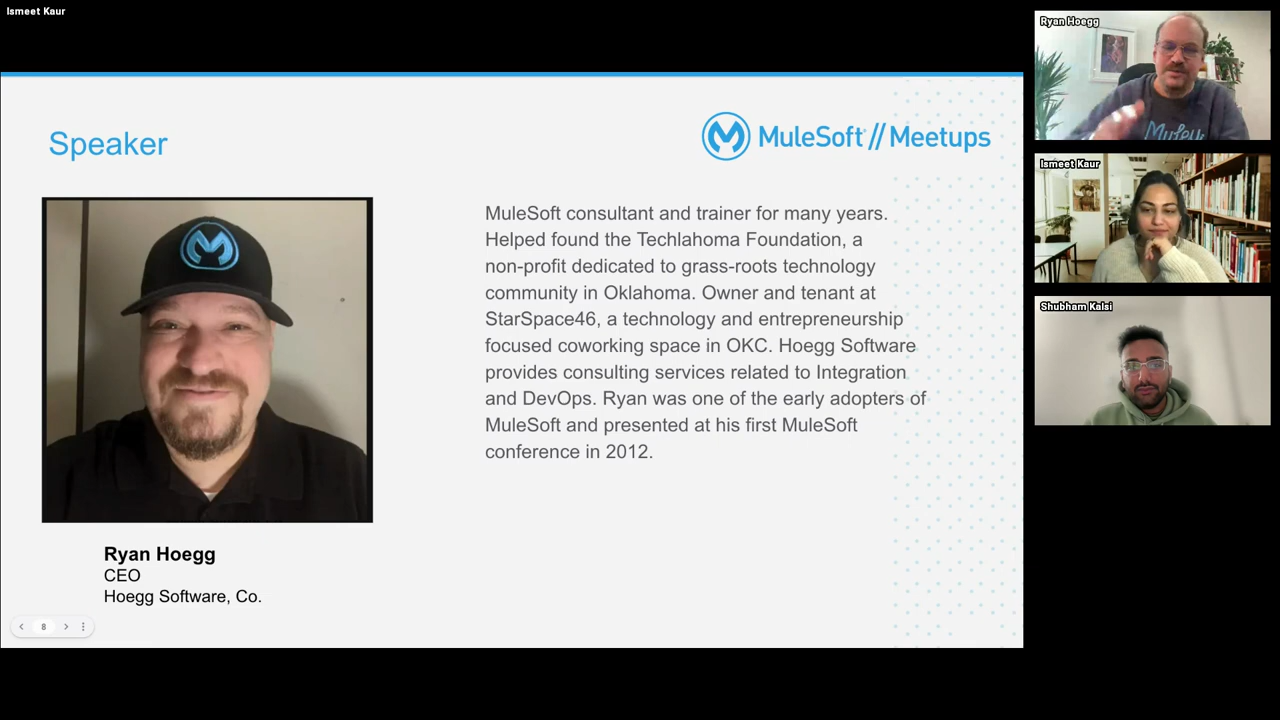 Ismeet Kaur
Speaker
MuleSoft // Meetups
MuleSoft consultant and trainer for many years.
Helped found the Techlahoma Foundation, a
non-profit dedicated to grass-roots technology
community in Oklahoma. Owner and tenant at
StarSpace46, a technology and entrepreneurship
focused coworking space in OKC. Hoegg Software
provides consulting services related to Integration
and DevOps. Ryan was one of the early adopters of
MuleSoft and presented at his first MuleSoft
conference in 2012.
Ryan Hoegg
CEO
Hoegg Software, Co.
8
Ryan Hoegg
Ismeet Kaur
Shubham Kalsi